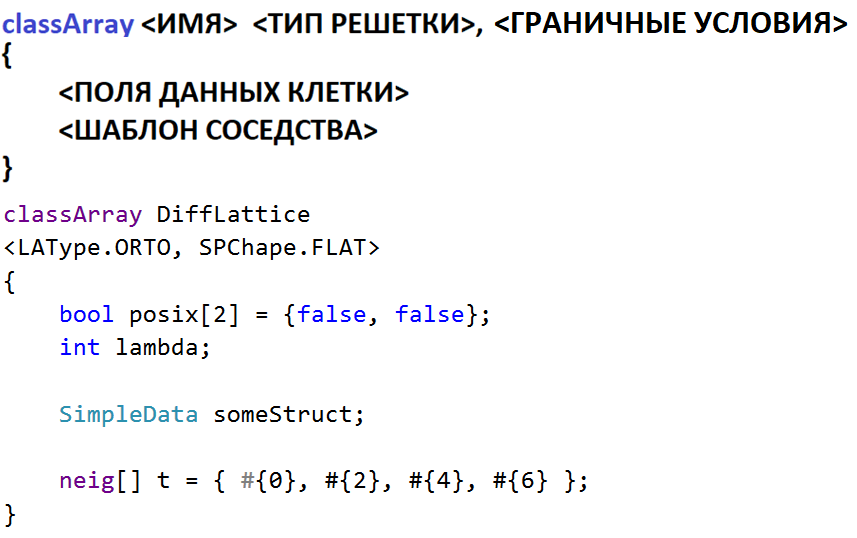 classArray <ИМЯ> <ТИП РЕШЕТКИ>, <ГРАНИЧНЫЕ УСЛОВИЯ>
{
<ПОЛЯ ДАННЫХ КЛЕТКИ>
<ШАБЛОН СОСЕДСТВА>
}
classArray DiffLattice
<LAType.ORTO, SPChape.FLAT>
{
bool posix[2] = {false, false};
int lambda;
SimpleData someStruct;
neig[] t = { #{0}, #{2}, #{4}, #{6} };
}